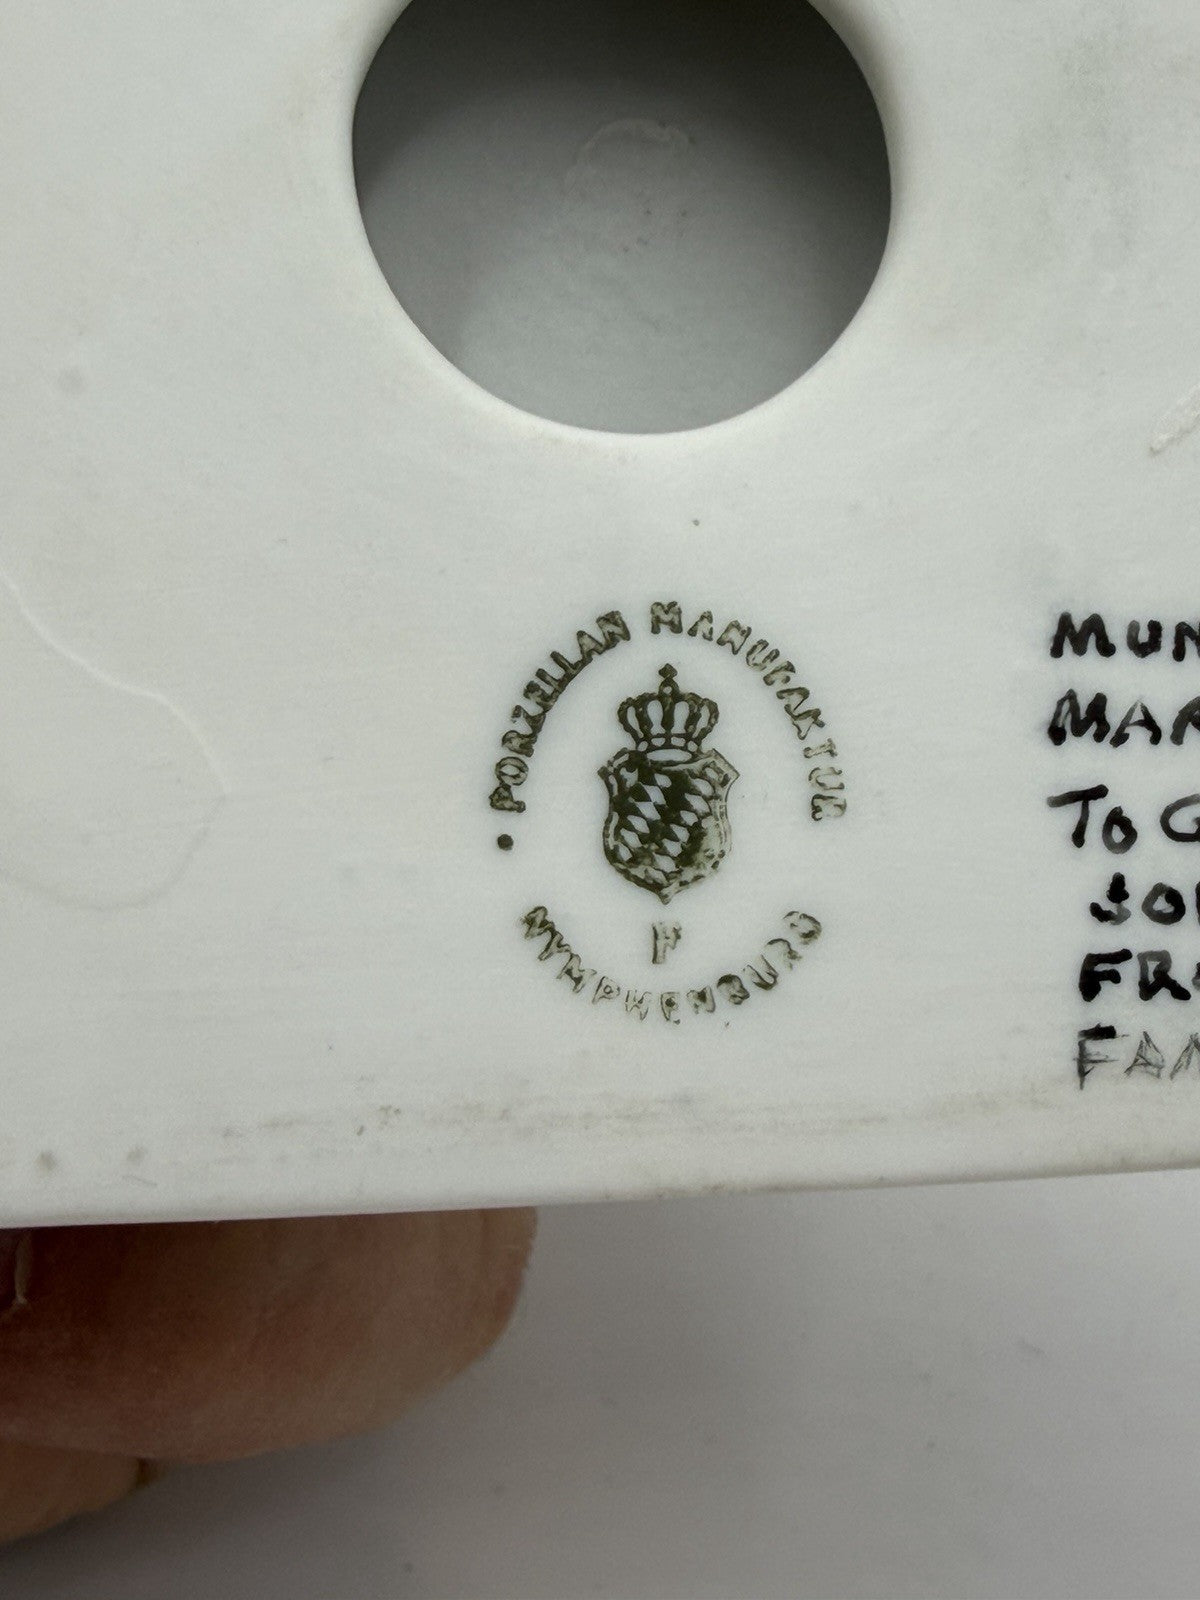 • PORZELLAN MANUFAKTUR
F
NYMPHENBURG
MUN
MAR
TO G
FR
FAM